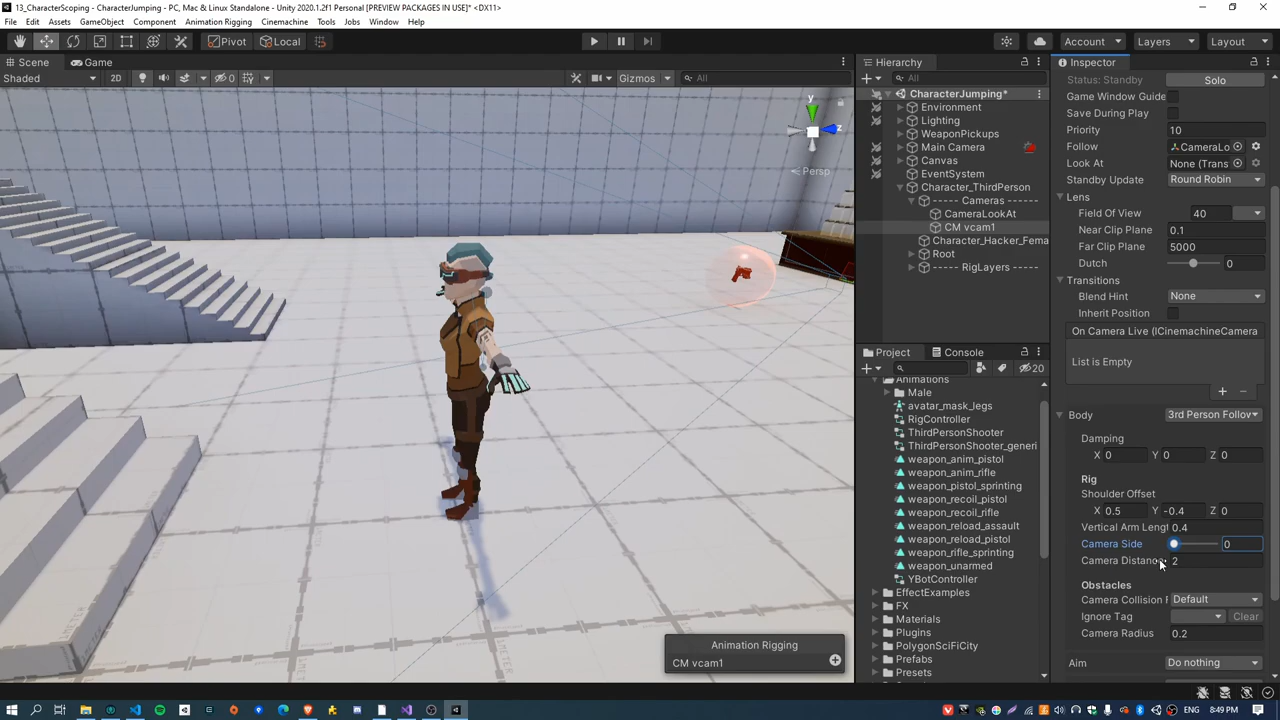 13_CharacterScoping - CharacterJumping - PC, Mac & Linux Standalone - Unity 2020.1.2f1 Personal [PREVIEW PACKAGES IN USE]* <DX11>
File Edit Assets GameObject Component Animation Rigging Cinemachine Tools Jobs Window Help
Pivot Local Account Layers Layout
Scene Game
Shaded 2D 0 Gizmos All
y
z
Persp
Animation Rigging
CM vcam1
Hierarchy
All
CharacterJumping*
Environment
Lighting
WeaponPickups
Main Camera
Canvas
EventSystem
Character_ThirdPerson
----- Cameras -----
CameraLookAt
CM vcam1
Character_Hacker_Fema
Root
----- RigLayers -----
Project Console
20
Animations
Male
avatar_mask_legs
RigController
ThirdPersonShooter
ThirdPersonShooter_generi
weapon_anim_pistol
weapon_anim_rifle
weapon_pistol_sprinting
weapon_recoil_pistol
weapon_recoil_rifle
weapon_reload_assault
weapon_reload_pistol
weapon_rifle_sprinting
weapon_unarmed
YBotController
EffectExamples
FX
Materials
Plugins
PolygonSciFiCity
Prefabs
Presets
Inspector
Status: Standby Solo
Game Window Guide
Save During Play
Priority 10
Follow CameraLo
Look At None (Trans
Standby Update Round Robin
Lens
Field Of View 40
Near Clip Plane 0.1
Far Clip Plane 5000
Dutch 0
Transitions
Blend Hint None
Inherit Position
On Camera Live (ICinemachineCamera
List is Empty
+ -
Body 3rd Person Follow
Damping
X 0 Y 0 Z 0
Rig
Shoulder Offset
X 0.5 Y -0.4 Z 0
Vertical Arm Lengt 0.4
Camera Side 0
Camera Distance 2
Obstacles
Camera Collision F Default
Ignore Tag Clear
Camera Radius 0.2
Aim Do nothing
ENG 8:49 PM